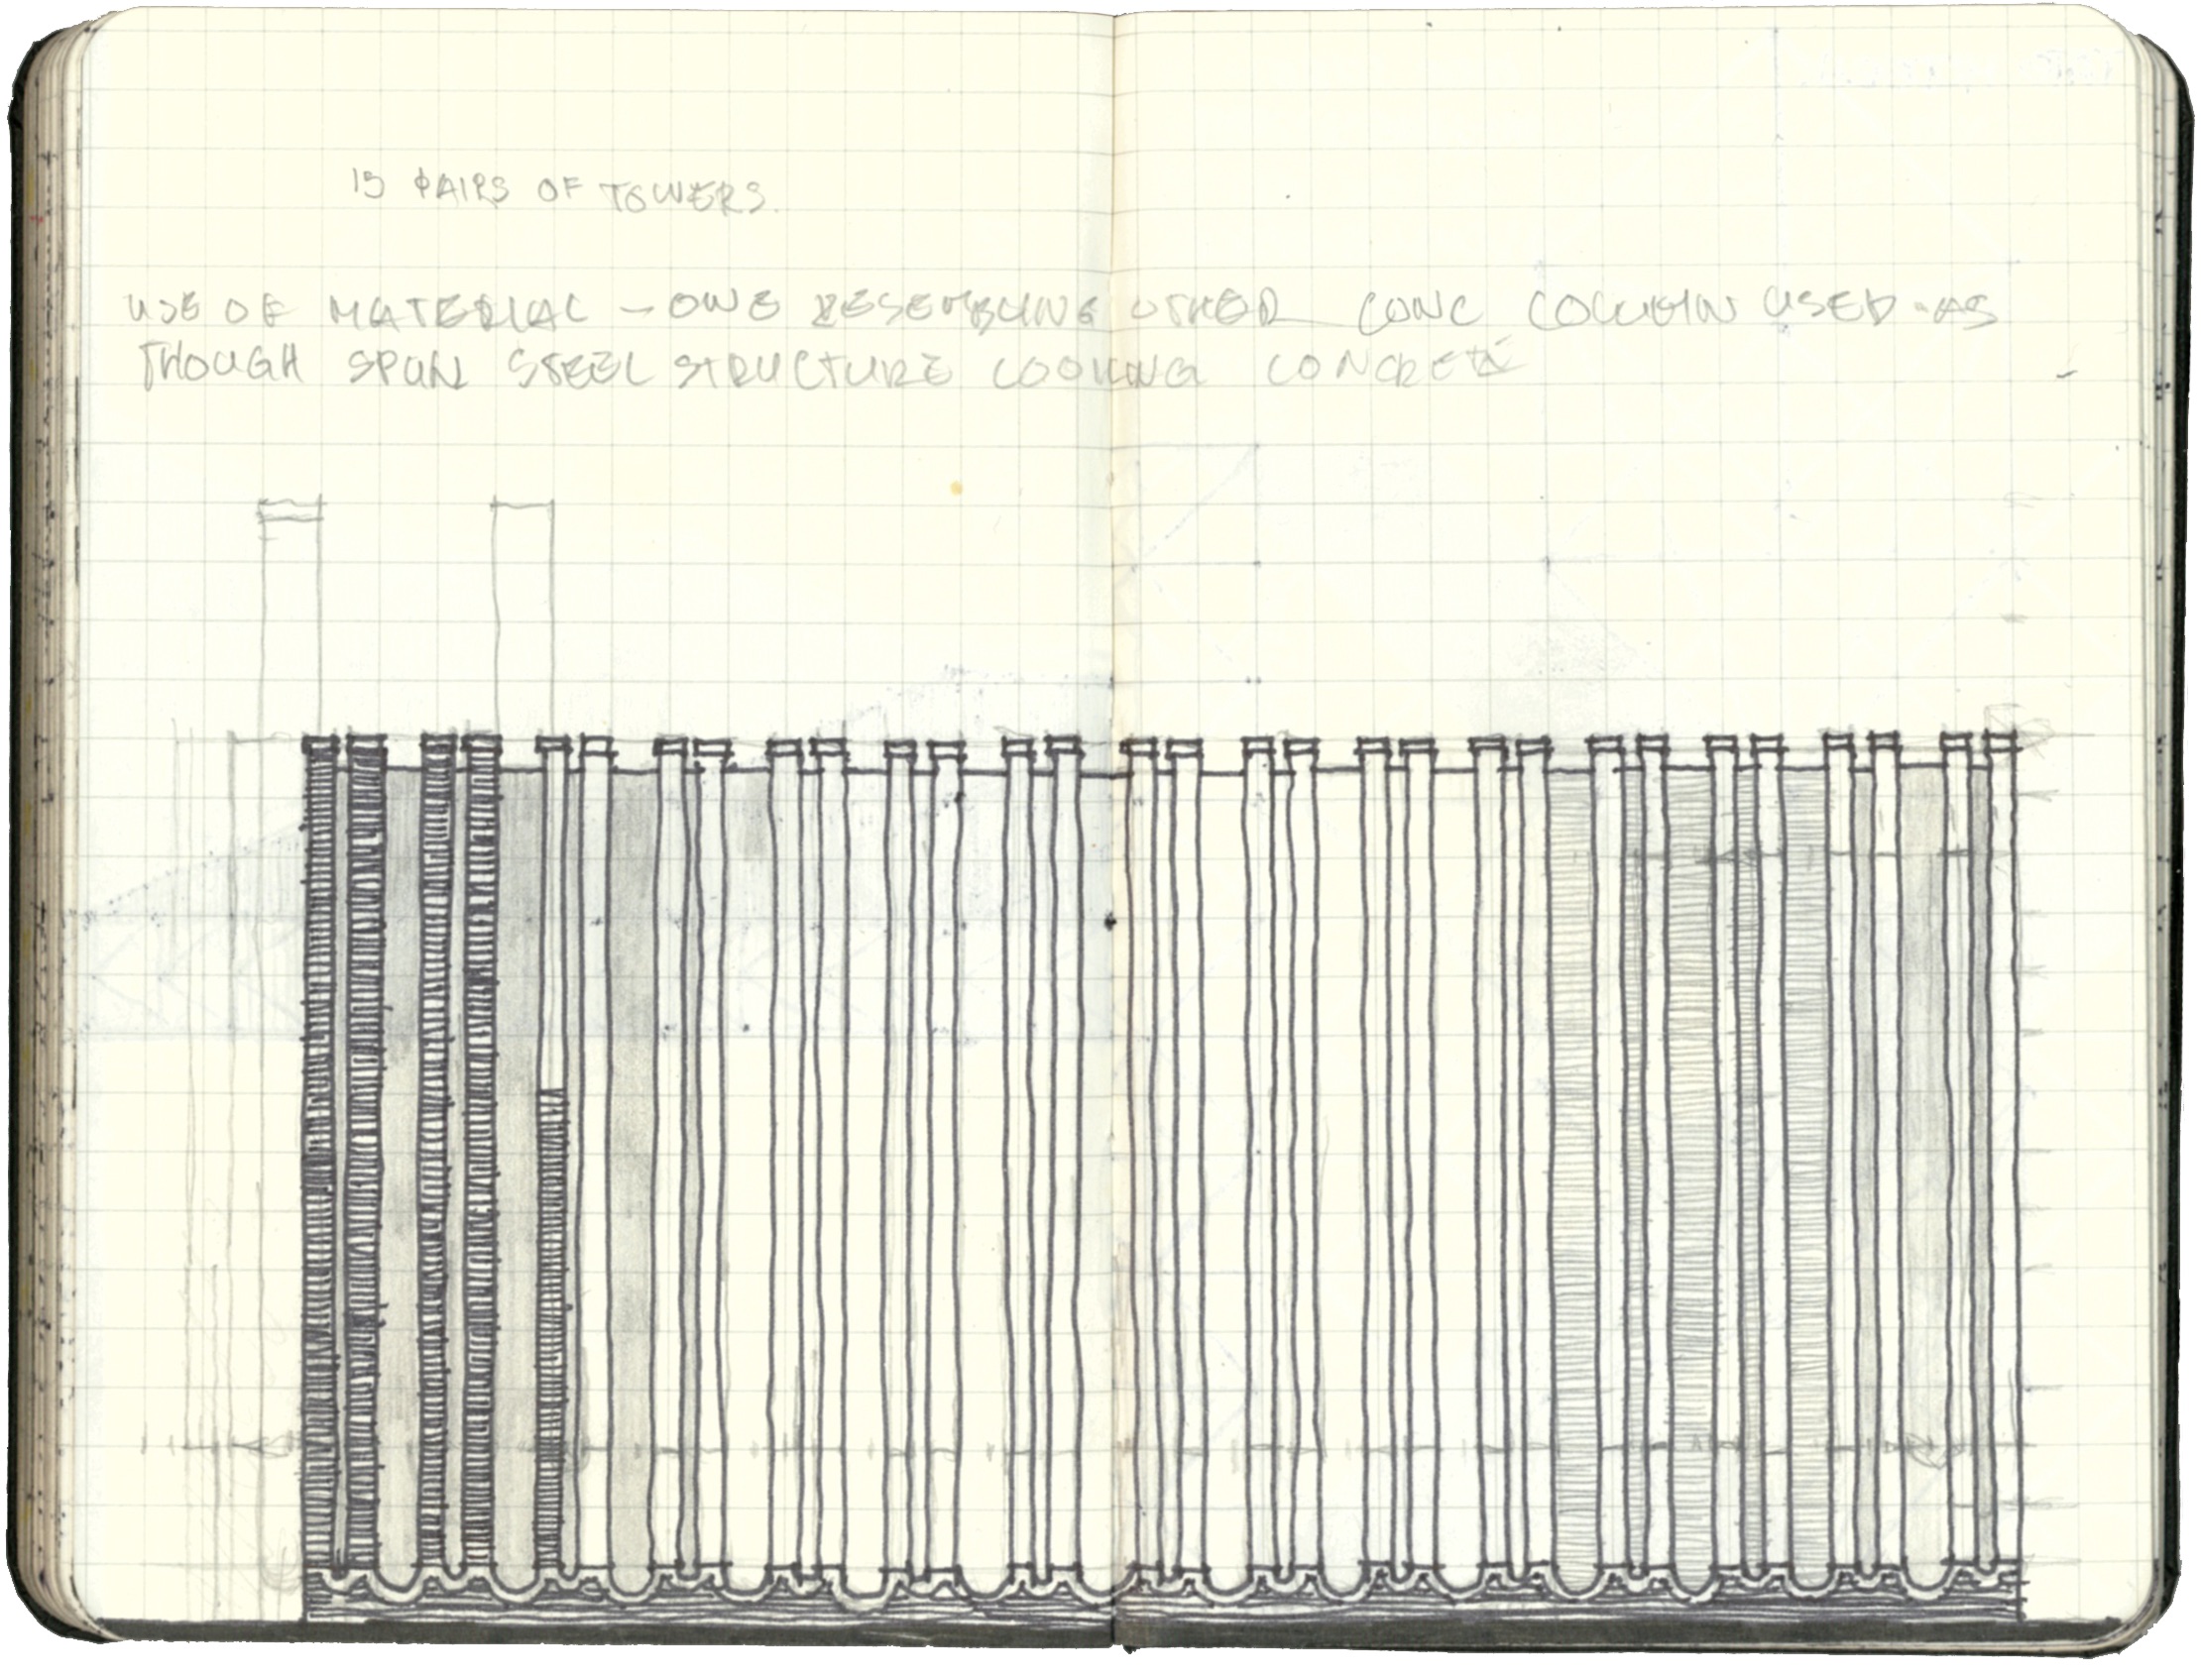 15 PAIRS OF TOWERS.
USE OF MATERIAL - ONE RESEMBLING OTHER CONC COLUMN USED AS
THOUGH SPUN STEEL STRUCTURE LOOKING CONCRETE